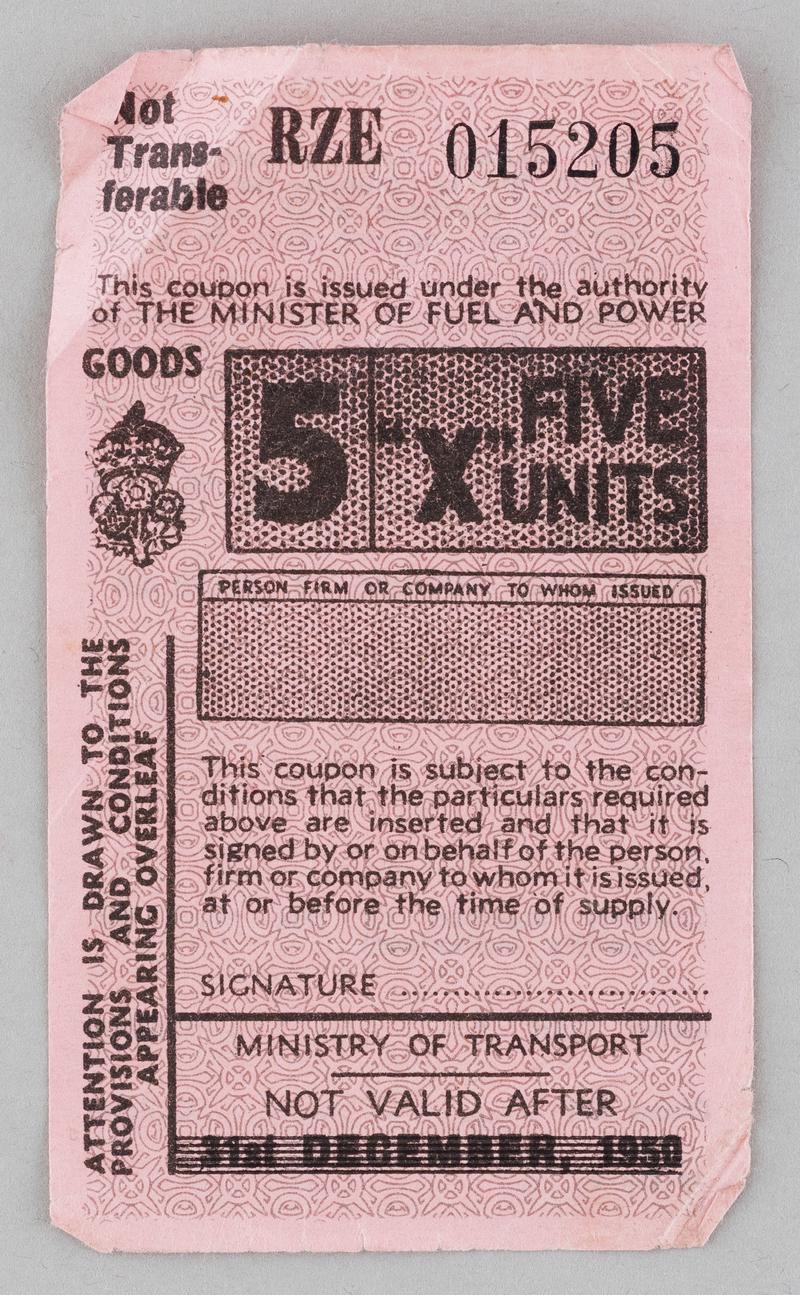 Not
Trans-
ferable
RZE
015205
This coupon is issued under the authority
of THE MINISTER OF FUEL AND POWER
GOODS
5
"X" FIVE
UNITS
PERSON FIRM OR COMPANY TO WHOM ISSUED
This coupon is subject to the con-
ditions that the particulars required
above are inserted and that it is
signed by or on behalf of the person,
firm or company to whom it is issued,
at or before the time of supply.
SIGNATURE ..............................
MINISTRY OF TRANSPORT
NOT VALID AFTER
31st DECEMBER, 1950
ATTENTION IS DRAWN TO THE
PROVISIONS AND CONDITIONS
APPEARING OVERLEAF